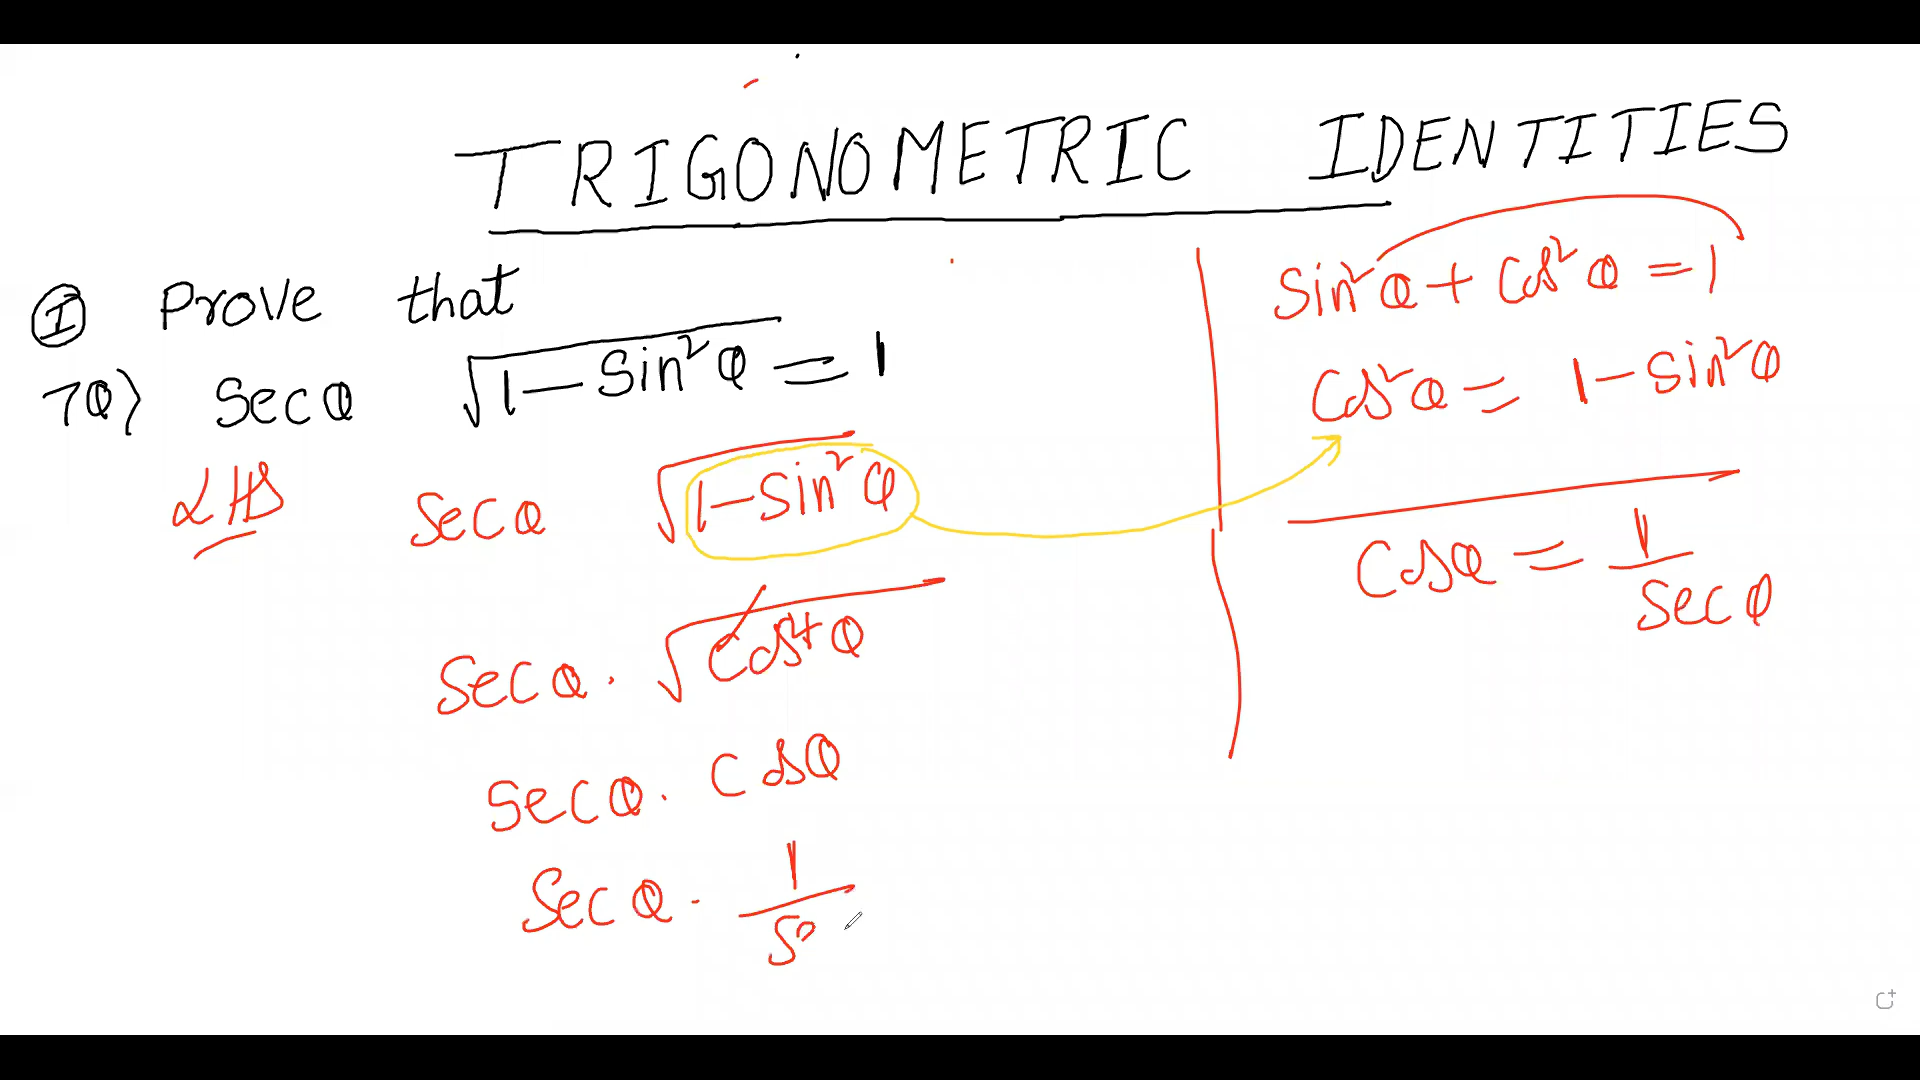 TRIGONOMETRIC IDENTITIES
I Prove that
7Q) Secθ √1-Sin²θ = 1
LHS Secθ √1-Sin²θ
Secθ. √Cos²θ
Secθ. Cosθ
Secθ. 1/Se
Sin²θ + Cos²θ = 1
Cos²θ = 1-Sin²θ
Cosθ = 1/Secθ